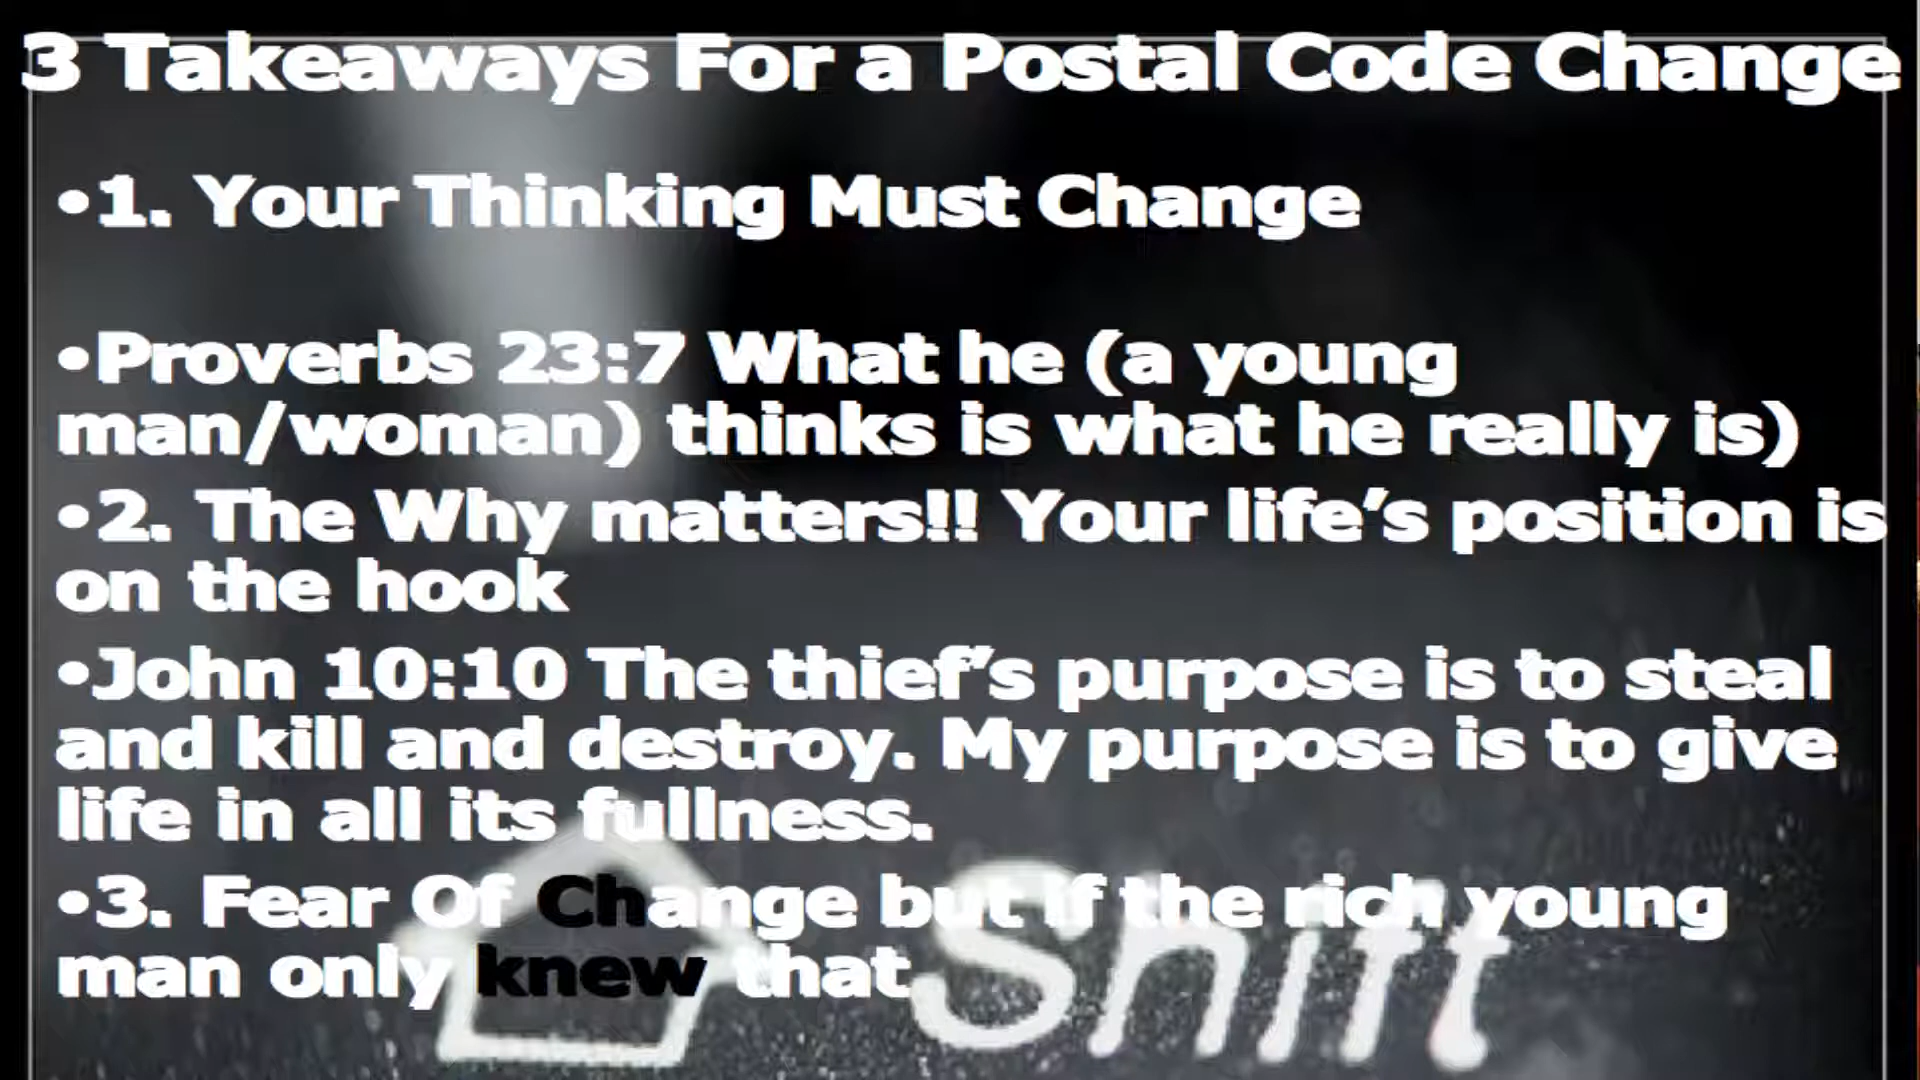 3 Takeaways For a Postal Code Change
•1. Your Thinking Must Change
•Proverbs 23:7 What he (a young
man/woman) thinks is what he really is)
•2. The Why matters!! Your life’s position is
on the hook
•John 10:10 The thief’s purpose is to steal
and kill and destroy. My purpose is to give
life in all its fullness.
•3. Fear Of Change but if the rich young
man only knew that
Shift